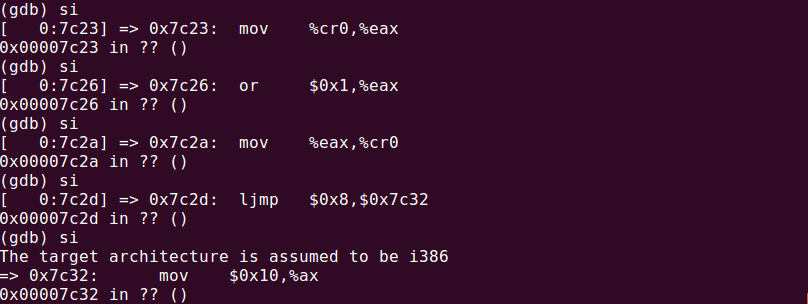 (gdb) si
[   0:7c23] => 0x7c23:  mov    %cr0,%eax
0x00007c23 in ?? ()
(gdb) si
[   0:7c26] => 0x7c26:  or     $0x1,%eax
0x00007c26 in ?? ()
(gdb) si
[   0:7c2a] => 0x7c2a:  mov    %eax,%cr0
0x00007c2a in ?? ()
(gdb) si
[   0:7c2d] => 0x7c2d:  ljmp   $0x8,$0x7c32
0x00007c2d in ?? ()
(gdb) si
The target architecture is assumed to be i386
=> 0x7c32:      mov    $0x10,%ax
0x00007c32 in ?? ()